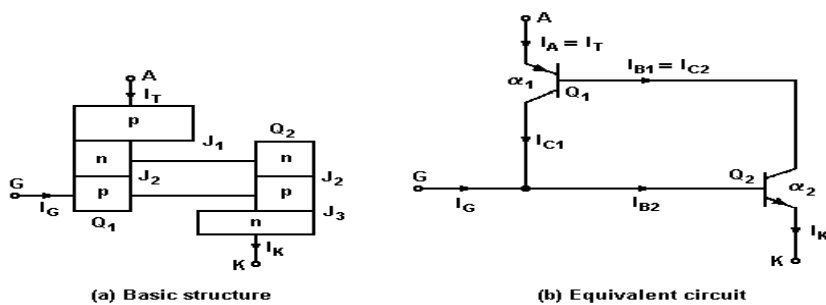 A
I_T
p
n
p
J_1
J_2
G
I_G
Q_1
Q_2
n
p
n
J_2
J_3
I_K
K
(a) Basic structure
A
I_A = I_T
α_1
Q_1
I_B1 = I_C2
I_C1
G
I_G
I_B2
Q_2
α_2
I_K
K
(b) Equivalent circuit